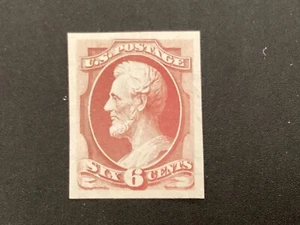 U.S. POSTAGE
SIX 6 CENTS